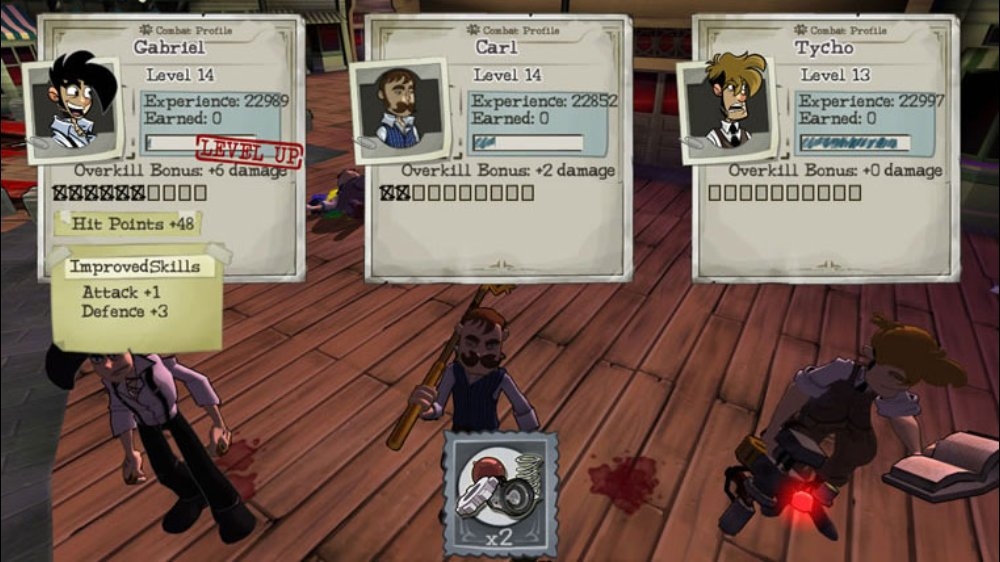 Combat Profile
Gabriel
Level 14
Experience: 22989
Earned: 0
LEVEL UP
Overkill Bonus: +6 damage
Hit Points +48
ImprovedSkills
Attack +1
Defence +3
Combat Profile
Carl
Level 14
Experience: 22852
Earned: 0
Overkill Bonus: +2 damage
Combat Profile
Tycho
Level 13
Experience: 22997
Earned: 0
Overkill Bonus: +0 damage
x2